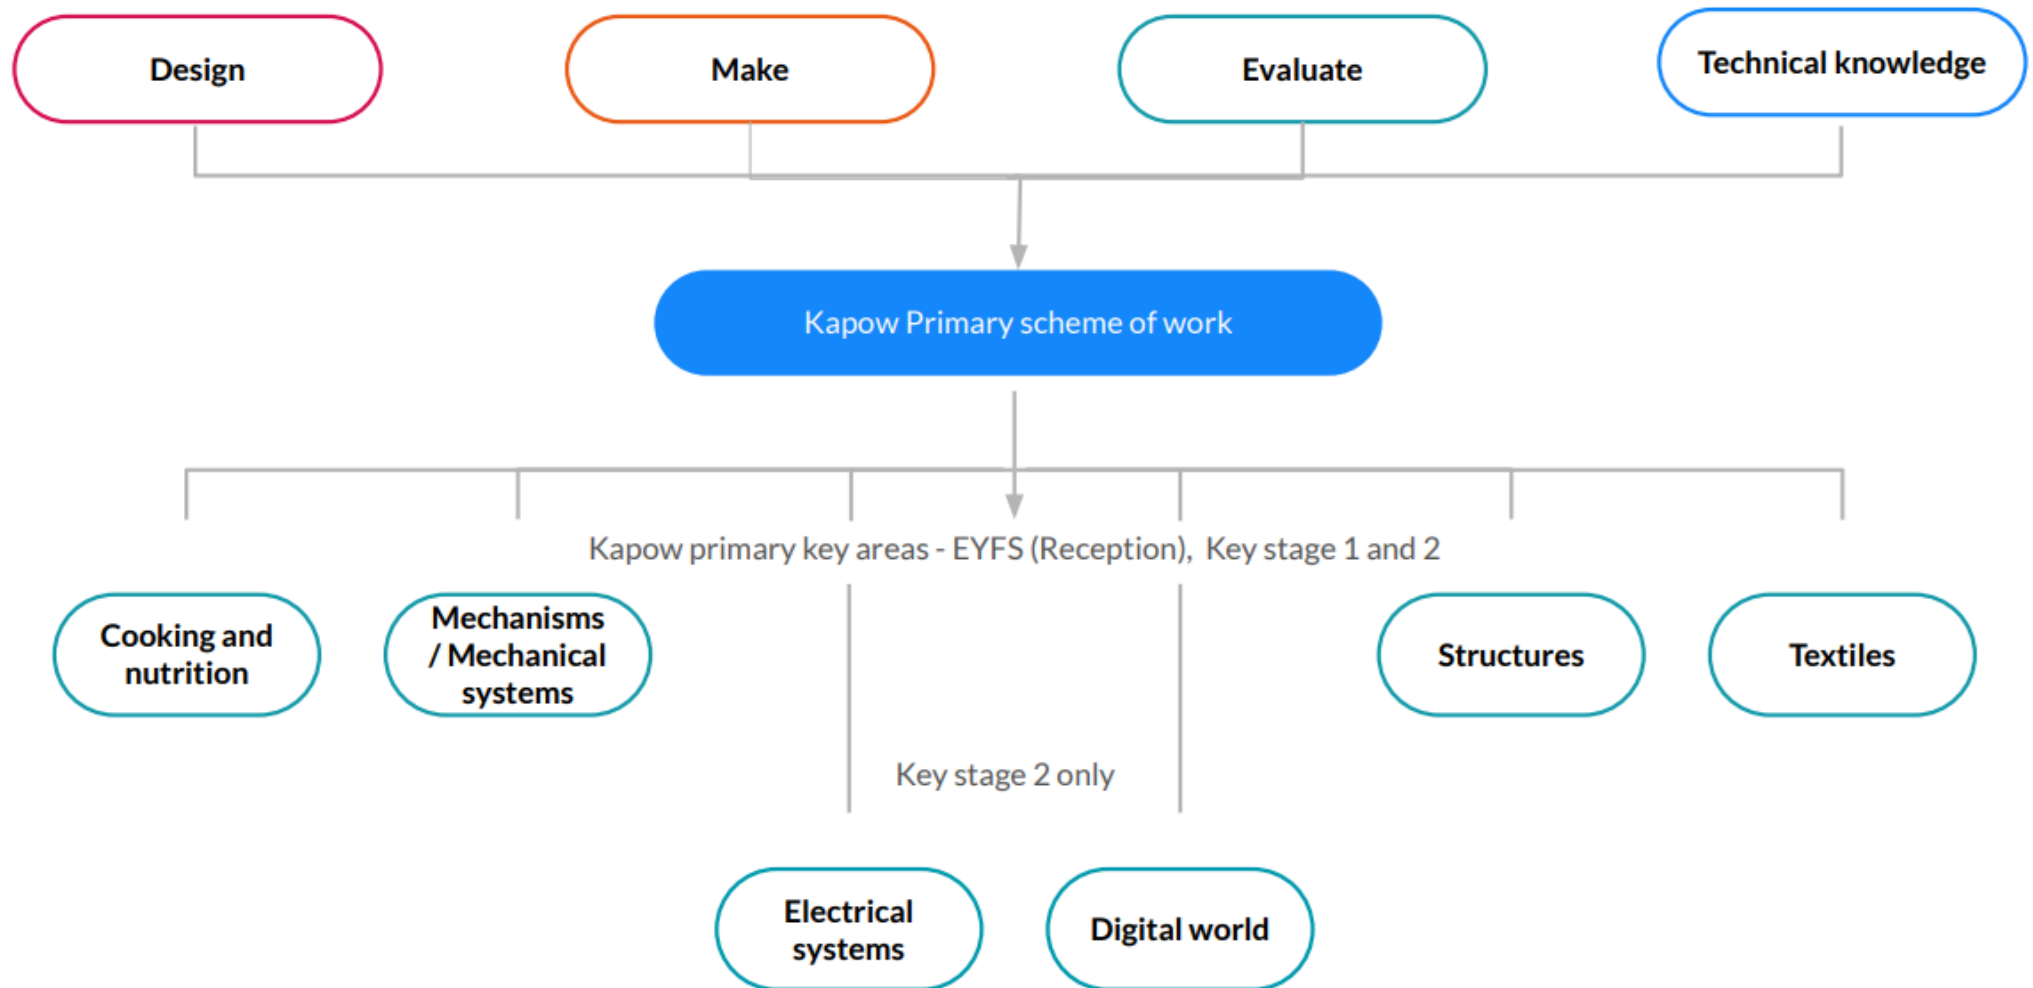 Design
Make
Evaluate
Technical knowledge
Kapow Primary scheme of work
Kapow primary key areas - EYFS (Reception), Key stage 1 and 2
Cooking and
nutrition
Mechanisms
/ Mechanical
systems
Structures
Textiles
Key stage 2 only
Electrical
systems
Digital world